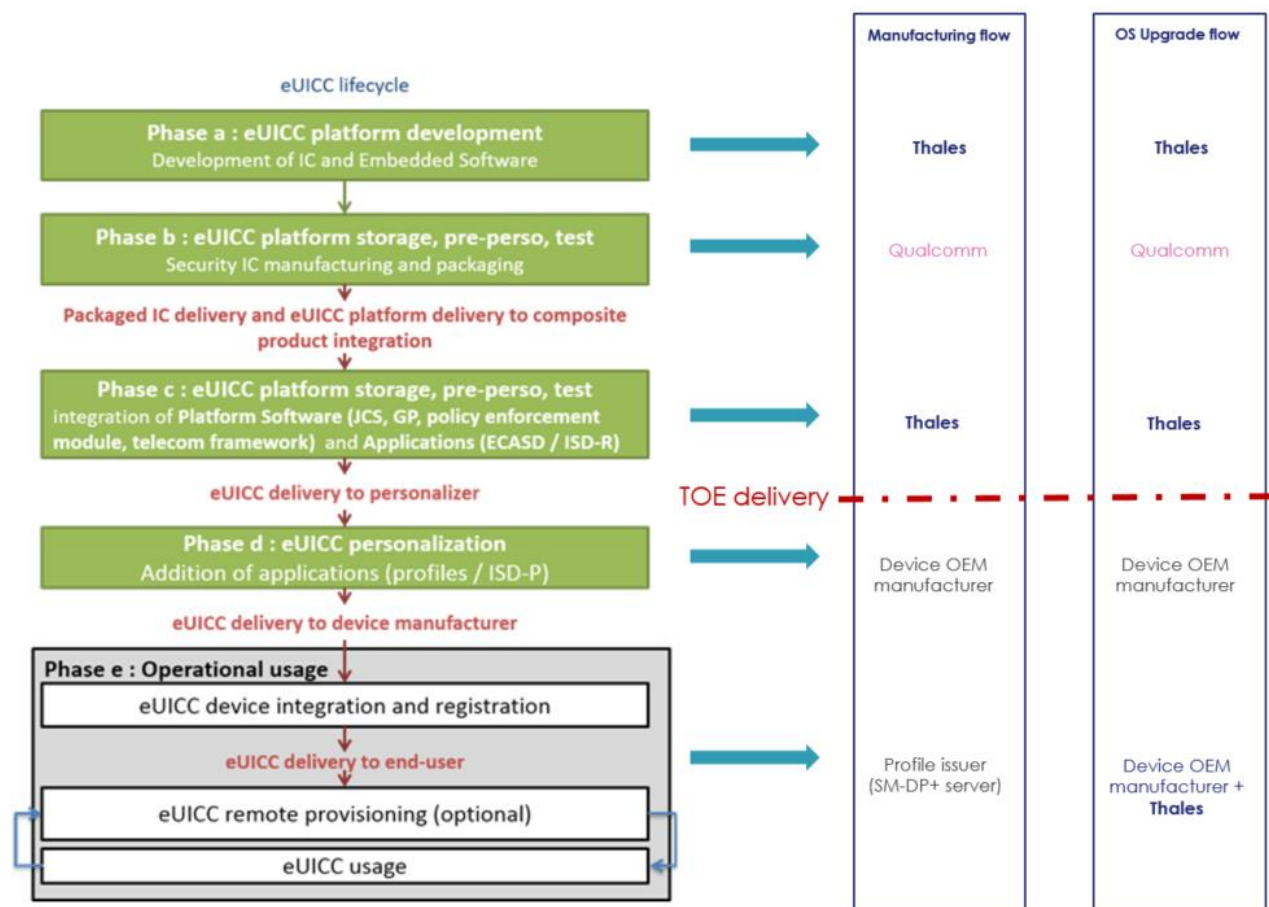 Manufacturing flow
OS Upgrade flow
eUICC lifecycle
Phase a : eUICC platform development
Development of IC and Embedded Software
Thales
Thales
Phase b : eUICC platform storage, pre-perso, test
Security IC manufacturing and packaging
Qualcomm
Qualcomm
Packaged IC delivery and eUICC platform delivery to composite
product integration
Phase c : eUICC platform storage, pre-perso, test
integration of Platform Software (JCS, GP, policy enforcement
module, telecom framework) and Applications (ECASD / ISD-R)
Thales
Thales
eUICC delivery to personalizer
TOE delivery
Phase d : eUICC personalization
Addition of applications (profiles / ISD-P)
Device OEM
manufacturer
Device OEM
manufacturer
eUICC delivery to device manufacturer
Phase e : Operational usage
eUICC device integration and registration
eUICC delivery to end-user
Profile issuer
(SM-DP+ server)
Device OEM
manufacturer +
Thales
eUICC remote provisioning (optional)
eUICC usage